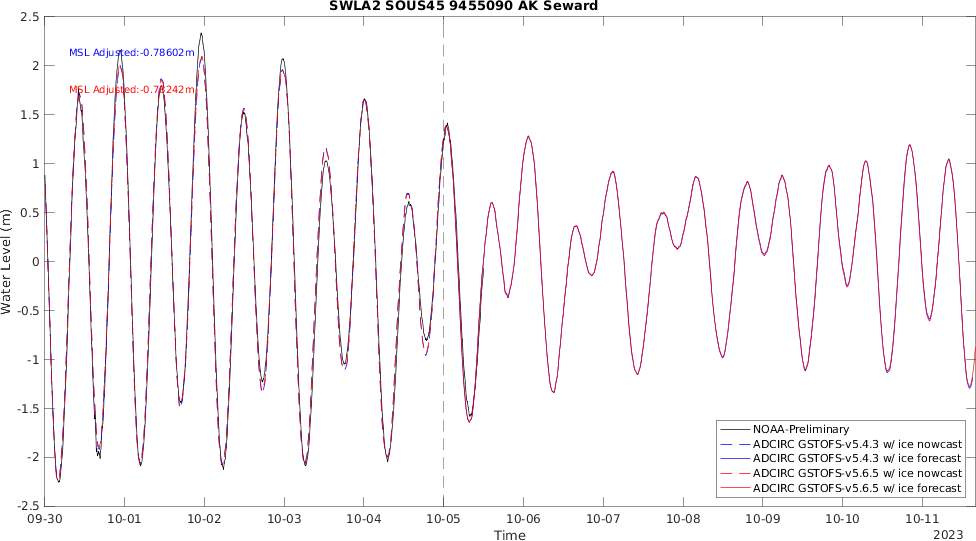 SWLA2 SOUS45 9455090 AK Seward
2.5
2
1.5
1
0.5
0
-0.5
-1
-1.5
-2
-2.5
Water Level (m)
MSL Adjusted:-0.78602m
MSL Adjusted:-0.78242m
NOAA-Preliminary
ADCIRC GSTOFS-v5.4.3 w/ ice nowcast
ADCIRC GSTOFS-v5.4.3 w/ ice forecast
ADCIRC GSTOFS-v5.6.5 w/ ice nowcast
ADCIRC GSTOFS-v5.6.5 w/ ice forecast
09-30 10-01 10-02 10-03 10-04 10-05 10-06 10-07 10-08 10-09 10-10 10-11
Time
2023